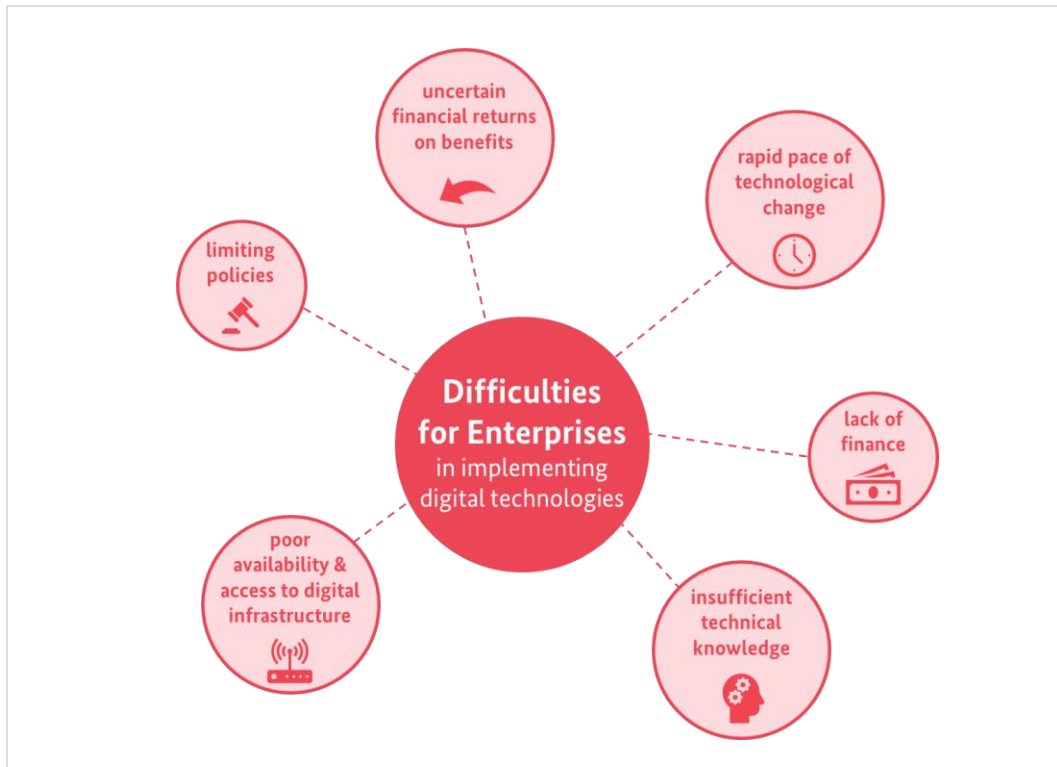 uncertain
financial returns
on benefits
rapid pace of
technological
change
limiting
policies
Difficulties
for Enterprises
in implementing
digital technologies
lack of
finance
poor
availability &
access to digital
infrastructure
insufficient
technical
knowledge